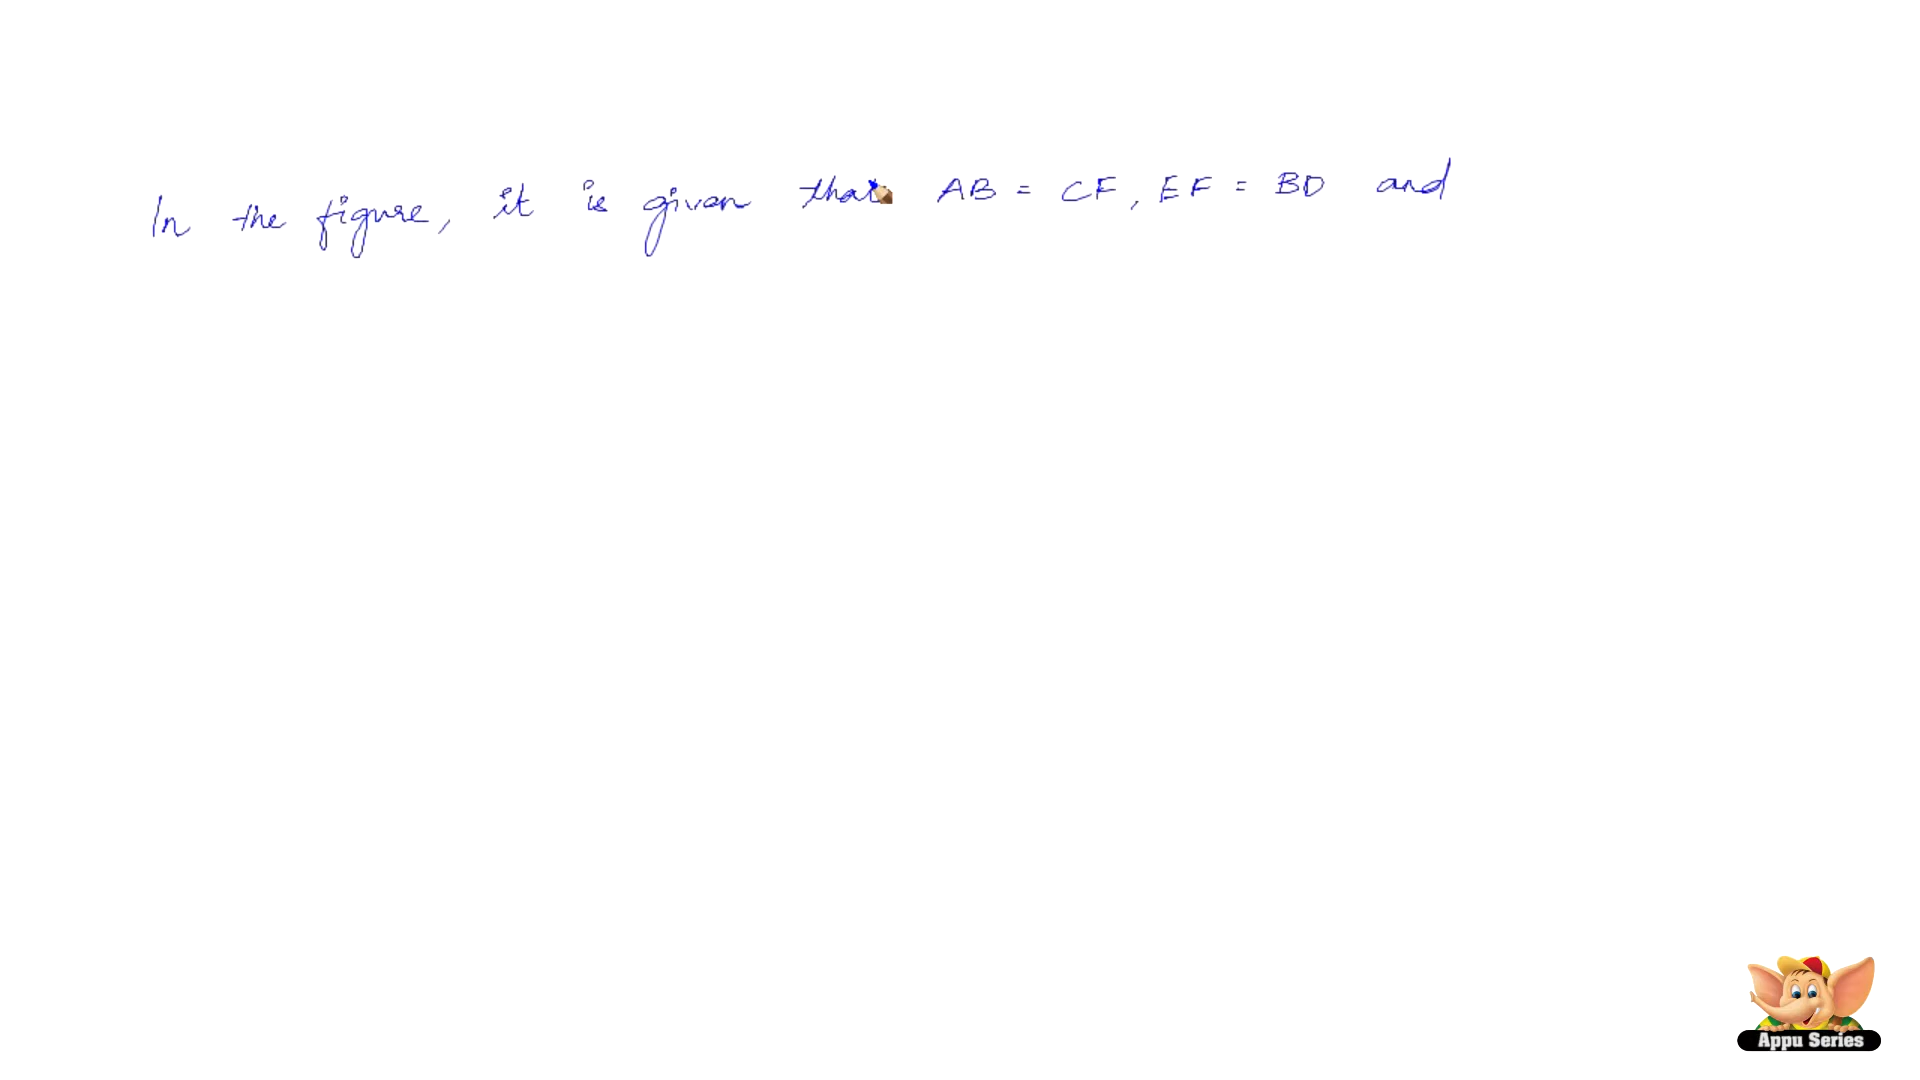 In the figure, it is given that AB = CF, EF = BD and
Appu Series